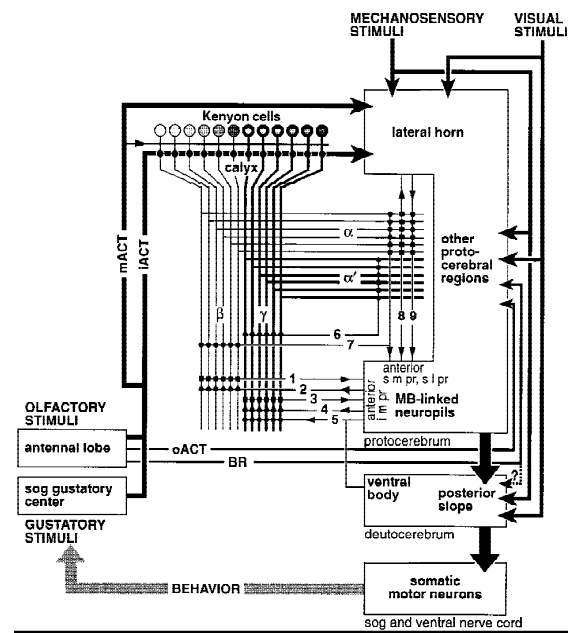 MECHANOSENSORY
STIMULI
VISUAL
STIMULI
Kenyon cells
lateral horn
calyx
mACT
iACT
α
other
proto-
cerebral
regions
α'
β
γ
8
9
6
7
anterior
s m pr, s l pr
1
2
3
4
5
anterior
i m pr
MB-linked
neuropils
OLFACTORY
STIMULI
protocerebrum
antennal lobe
oACT
BR
?
ventral
body
posterior
slope
sog gustatory
center
GUSTATORY
STIMULI
deutocerebrum
BEHAVIOR
somatic
motor neurons
sog and ventral nerve cord